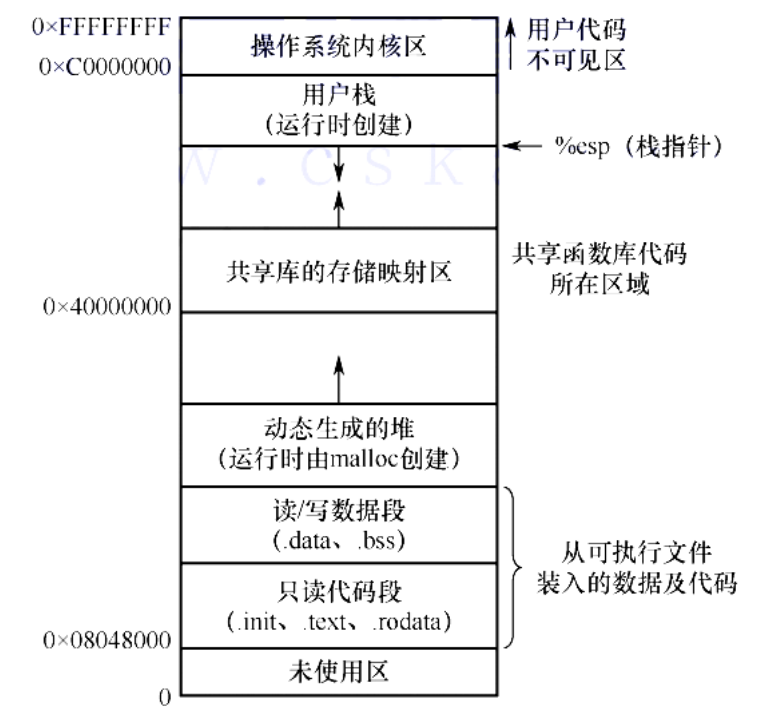 0×FFFFFFFF
操作系统内核区
用户代码
不可见区
0×C0000000
用户栈
(运行时创建)
%esp（栈指针）
w . c s k
共享库的存储映射区
共享函数库代码
所在区域
0×40000000
动态生成的堆
(运行时由malloc创建)
读/写数据段
(.data、.bss)
从可执行文件
装入的数据及代码
只读代码段
(.init、.text、.rodata)
0×08048000
未使用区
0